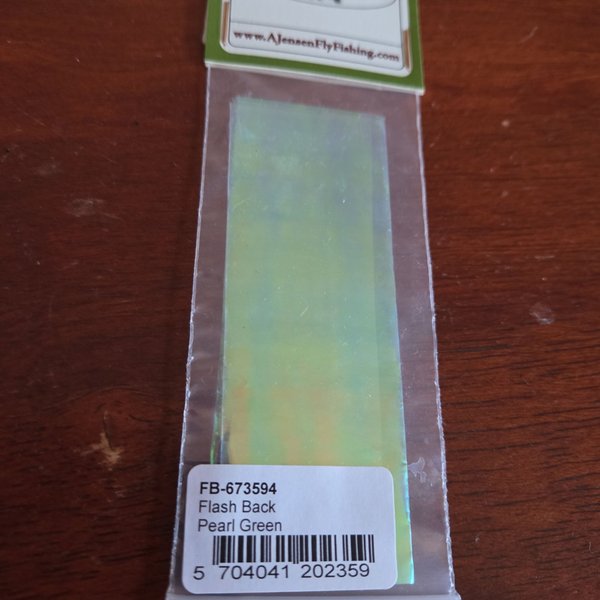 www.AJensenFlyFishing.com
FB-673594
Flash Back
Pearl Green
5 704041 202359